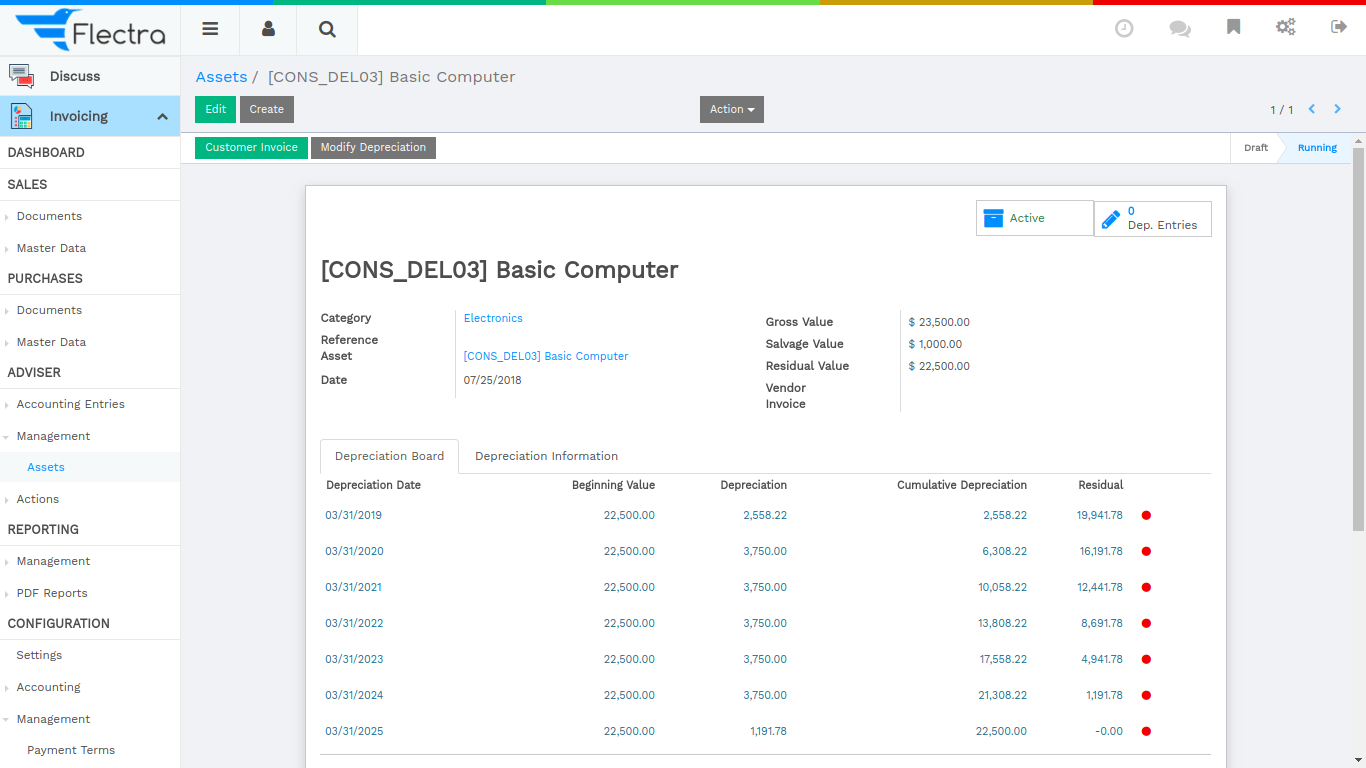 Flectra
Discuss
Assets / [CONS_DEL03] Basic Computer
Invoicing
Edit Create Action 1 / 1
DASHBOARD
SALES
Documents
Master Data
PURCHASES
Documents
Master Data
ADVISER
Accounting Entries
Management
Assets
Actions
REPORTING
Management
PDF Reports
CONFIGURATION
Settings
Accounting
Management
Payment Terms
Customer Invoice Modify Depreciation Draft Running
Active
0
Dep. Entries
[CONS_DEL03] Basic Computer
Category Electronics
Reference
Asset [CONS_DEL03] Basic Computer
Date 07/25/2018
Gross Value $ 23,500.00
Salvage Value $ 1,000.00
Residual Value $ 22,500.00
Vendor
Invoice
Depreciation Board Depreciation Information
Depreciation Date Beginning Value Depreciation Cumulative Depreciation Residual
03/31/2019 22,500.00 2,558.22 2,558.22 19,941.78
03/31/2020 22,500.00 3,750.00 6,308.22 16,191.78
03/31/2021 22,500.00 3,750.00 10,058.22 12,441.78
03/31/2022 22,500.00 3,750.00 13,808.22 8,691.78
03/31/2023 22,500.00 3,750.00 17,558.22 4,941.78
03/31/2024 22,500.00 3,750.00 21,308.22 1,191.78
03/31/2025 22,500.00 1,191.78 22,500.00 -0.00